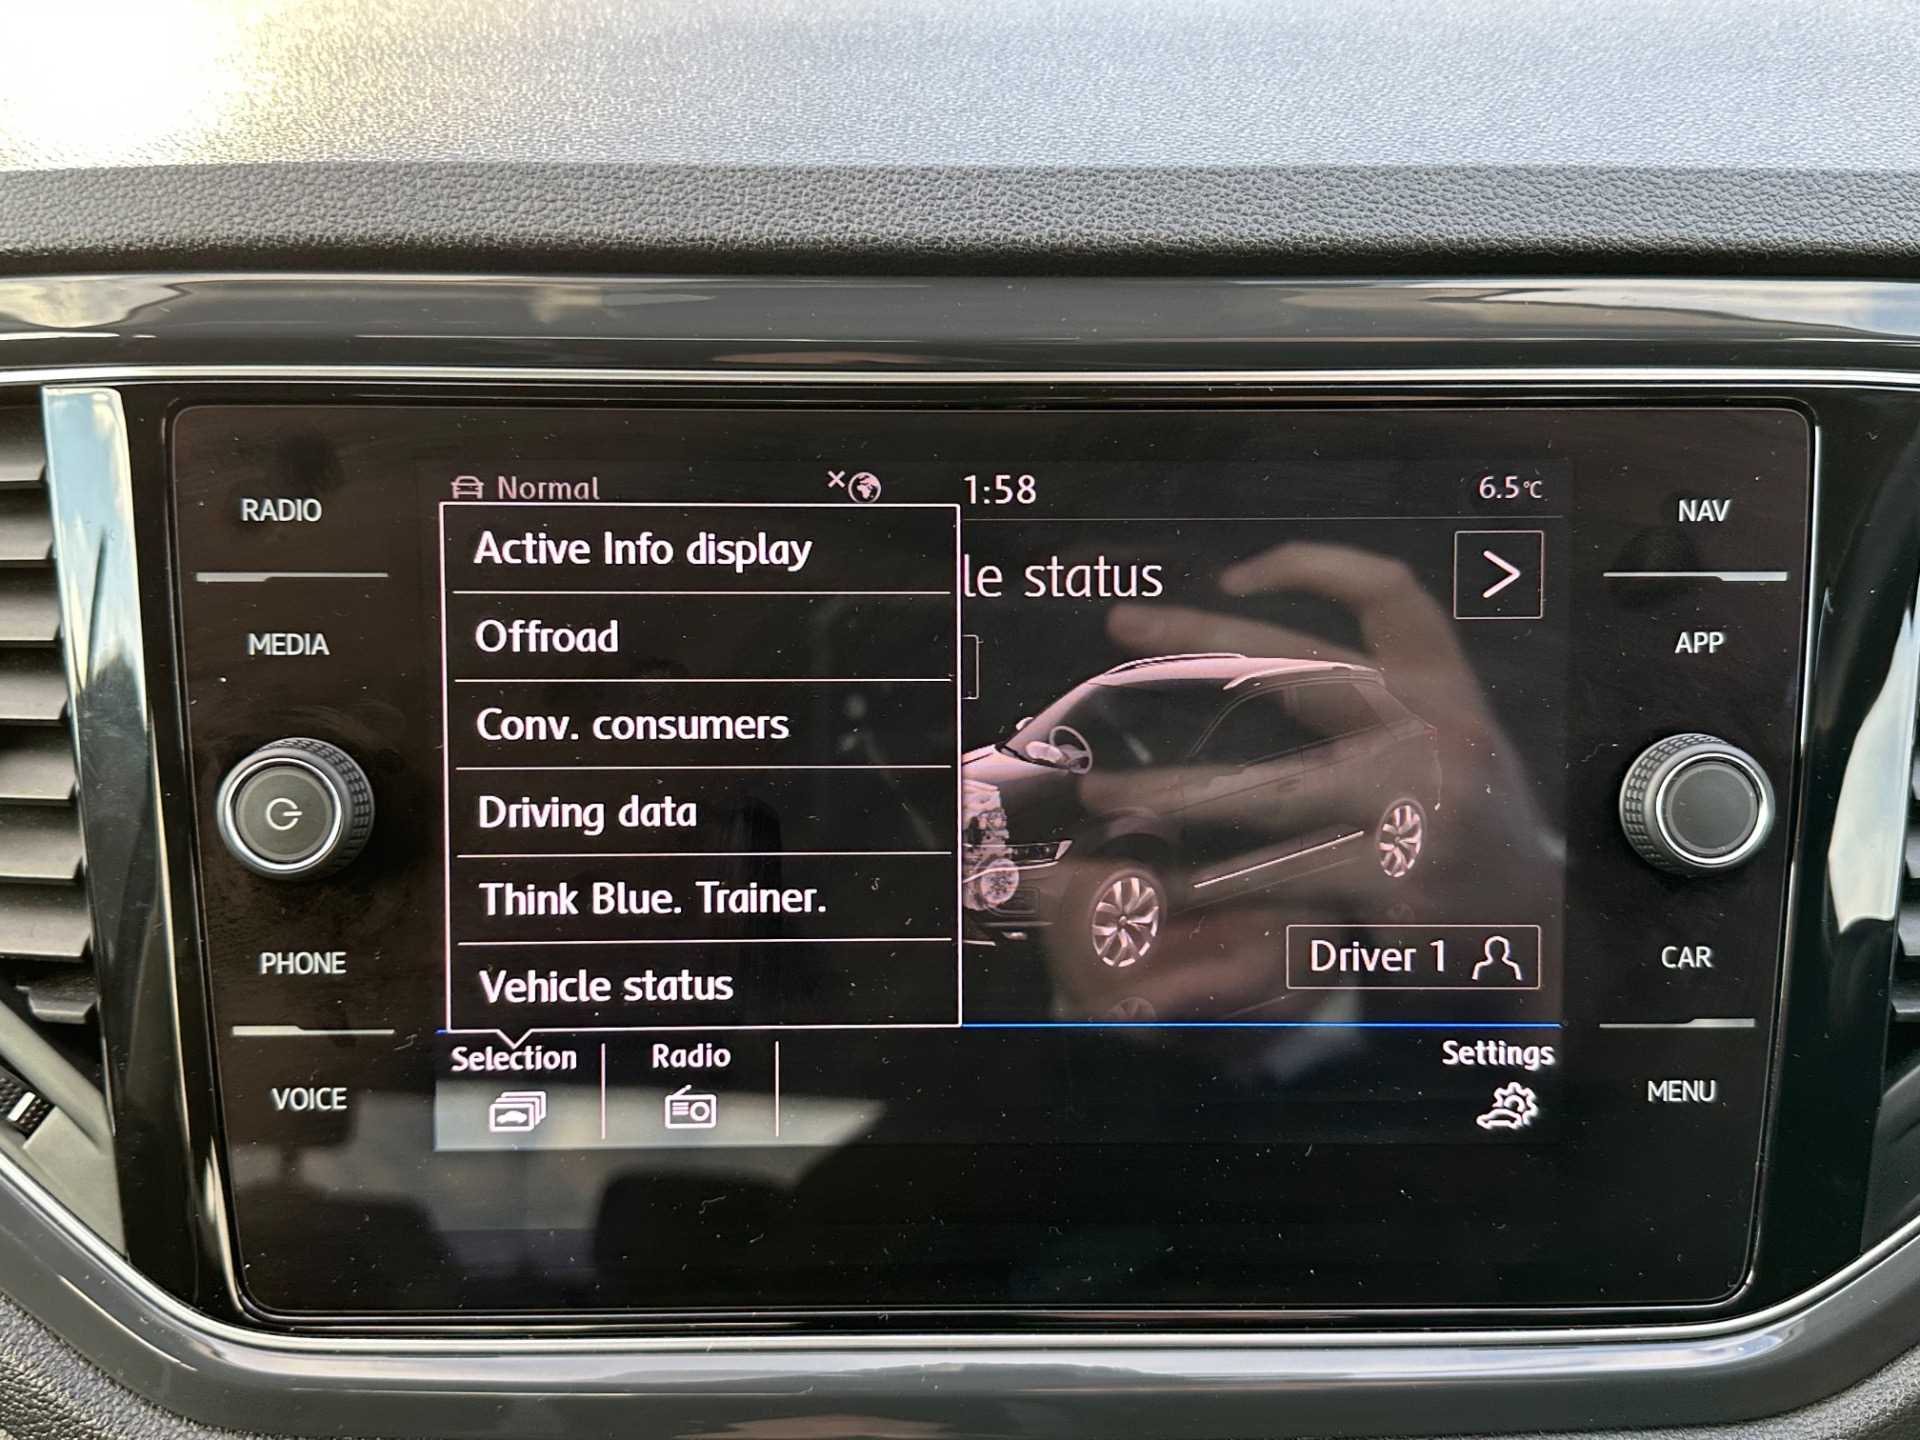 RADIO
MEDIA
PHONE
VOICE
Normal
1:58
6.5°C
le status
Active Info display
Offroad
Conv. consumers
Driving data
Think Blue. Trainer.
Vehicle status
Driver 1
Selection
Radio
Settings
NAV
APP
CAR
MENU